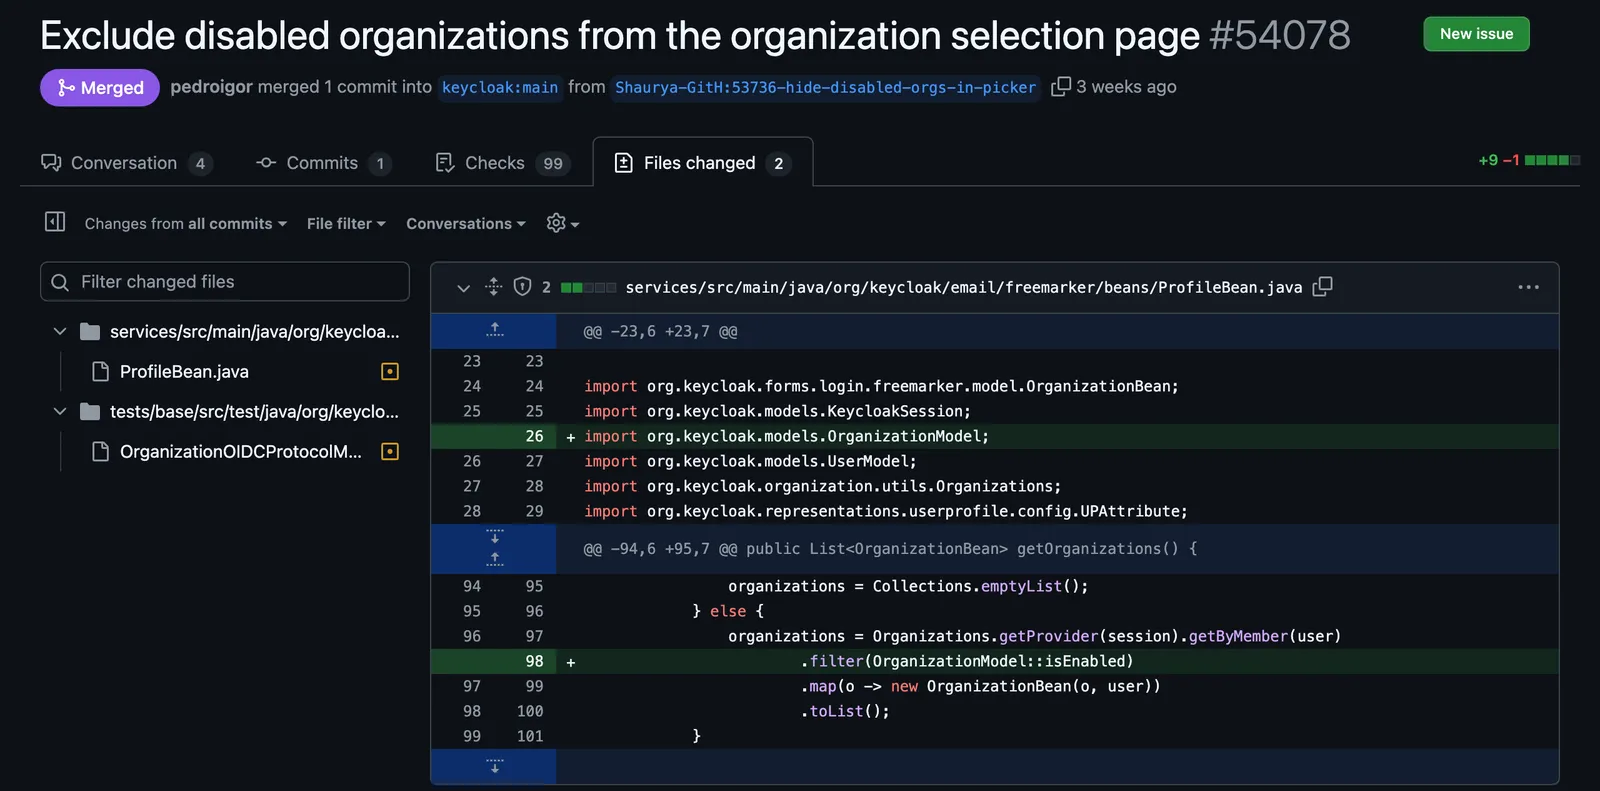 Exclude disabled organizations from the organization selection page #54078
New issue
Merged pedroigor merged 1 commit into keycloak:main from Shaurya-GitH:53736-hide-disabled-orgs-in-picker 3 weeks ago
Conversation 4 Commits 1 Checks 99 Files changed 2
+9 −1
Changes from all commits File filter Conversations
Filter changed files
services/src/main/java/org/keycloa...
ProfileBean.java
tests/base/src/test/java/org/keyclo...
OrganizationOIDCProtocolM...
2 services/src/main/java/org/keycloak/email/freemarker/beans/ProfileBean.java
@@ −23,6 +23,7 @@
23 23
24 24 import org.keycloak.forms.login.freemarker.model.OrganizationBean;
25 25 import org.keycloak.models.KeycloakSession;
26 + import org.keycloak.models.OrganizationModel;
26 27 import org.keycloak.models.UserModel;
27 28 import org.keycloak.organization.utils.Organizations;
28 29 import org.keycloak.representations.userprofile.config.UPAttribute;
@@ −94,6 +95,7 @@ public List<OrganizationBean> getOrganizations() {
94 95 organizations = Collections.emptyList();
95 96 } else {
96 97 organizations = Organizations.getProvider(session).getByMember(user)
98 + .filter(OrganizationModel::isEnabled)
97 99 .map(o -> new OrganizationBean(o, user))
98 100 .toList();
99 101 }